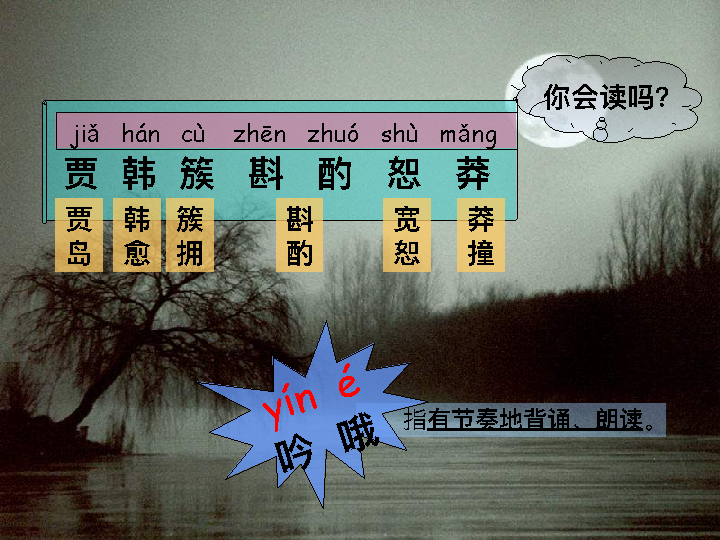 你会读吗？
jiǎ hán cù zhēn zhuó shù mǎng
贾 韩 簇 斟 酌 恕 莽
贾岛 韩愈 簇拥 斟酌 宽恕 莽撞
yín é
吟 哦
指有节奏地背诵、朗读。